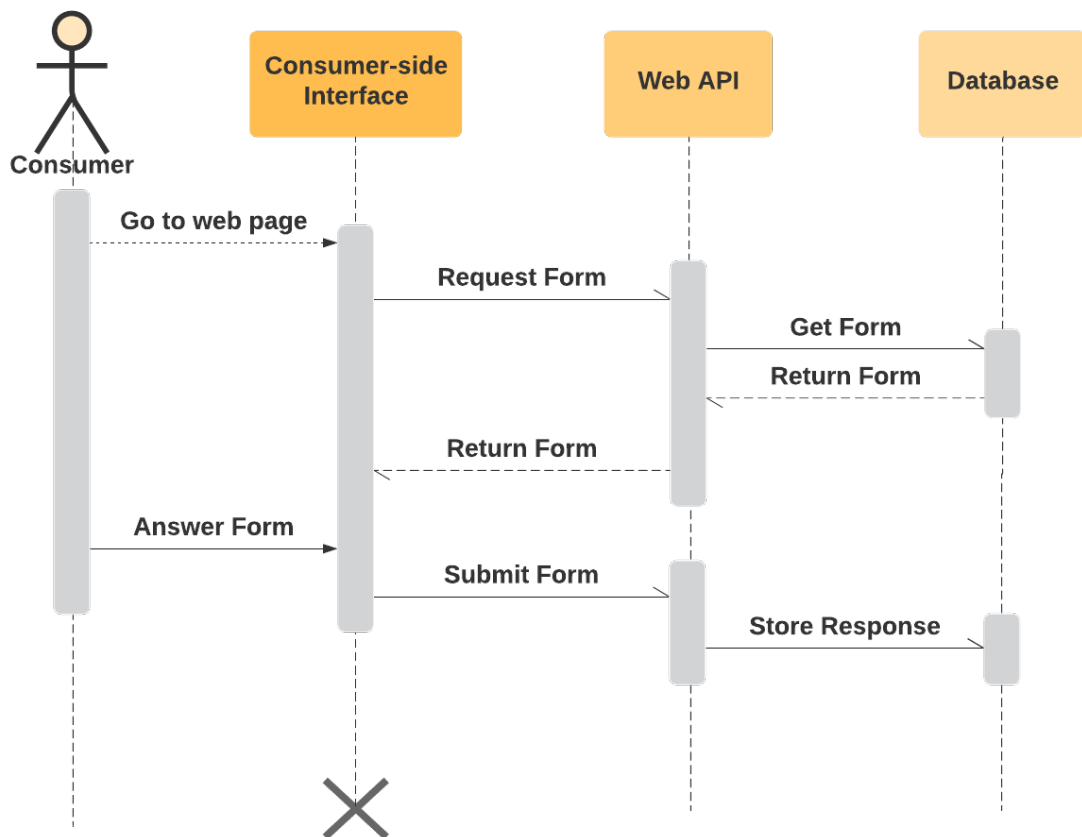 Consumer-side
Interface
Web API
Database
Consumer
Go to web page
Request Form
Get Form
Return Form
Return Form
Answer Form
Submit Form
Store Response